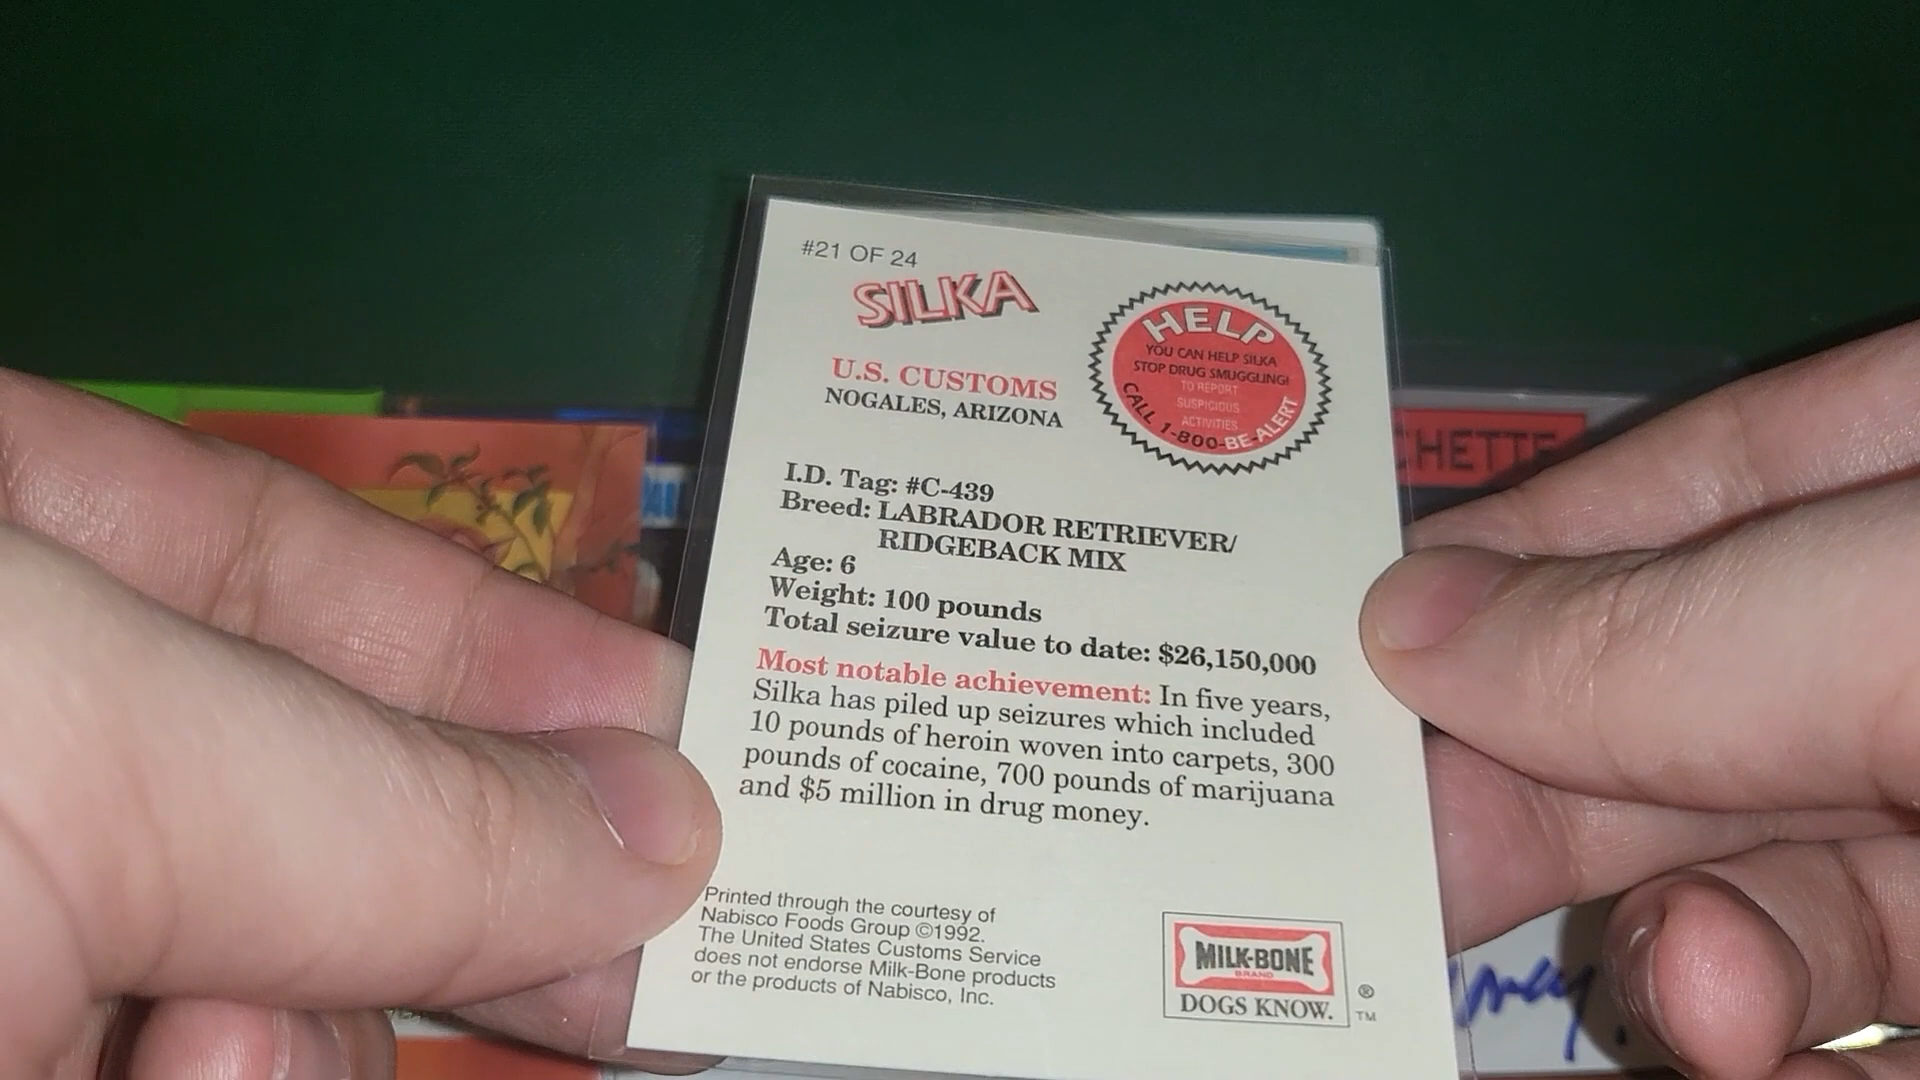 #21 OF 24
SILKA
U.S. CUSTOMS
NOGALES, ARIZONA
HELP
YOU CAN HELP SILKA
STOP DRUG SMUGGLING!
TO REPORT
SUSPICIOUS
ACTIVITIES
CALL 1-800-BE-ALERT
I.D. Tag: #C-439
Breed: LABRADOR RETRIEVER/
RIDGEBACK MIX
Age: 6
Weight: 100 pounds
Total seizure value to date: $26,150,000
Most notable achievement: In five years,
Silka has piled up seizures which included
10 pounds of heroin woven into carpets, 300
pounds of cocaine, 700 pounds of marijuana
and $5 million in drug money.
Printed through the courtesy of
Nabisco Foods Group ©1992.
The United States Customs Service
does not endorse Milk-Bone products
or the products of Nabisco, Inc.
MILK-BONE
BRAND
DOGS KNOW.
®
TM
CHETTE